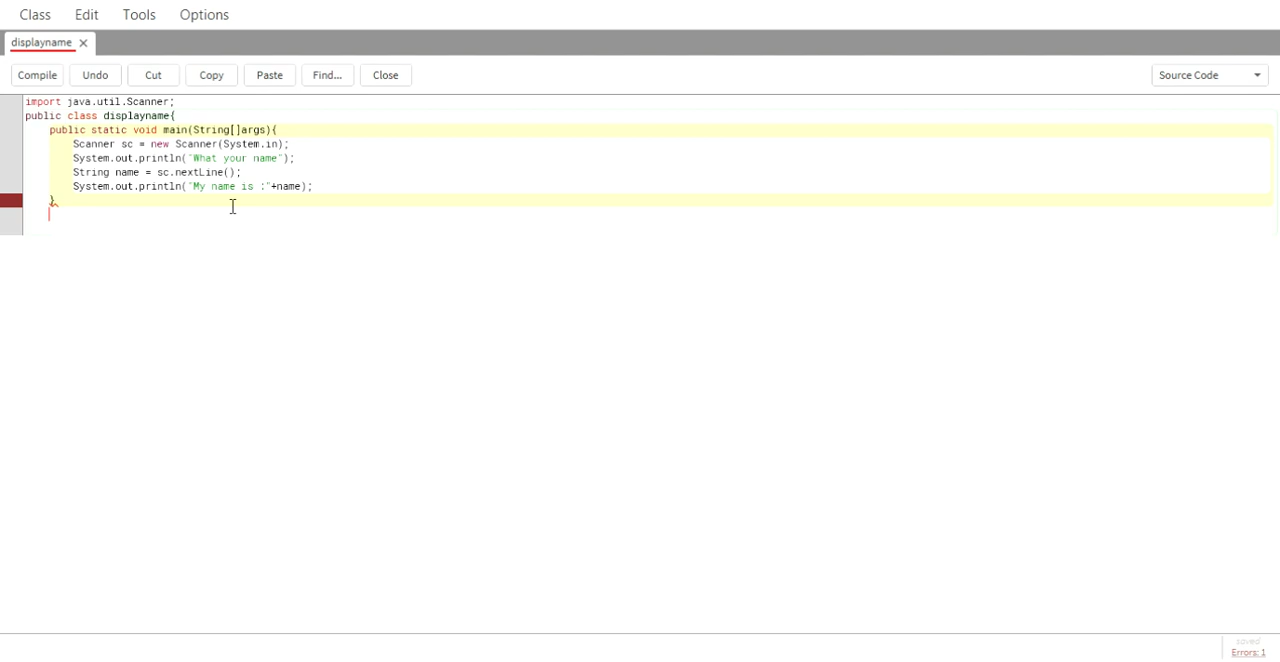 Class Edit Tools Options
displayname
Compile Undo Cut Copy Paste Find... Close Source Code
import java.util.Scanner;
public class displayname{
    public static void main(String[]args){
        Scanner sc = new Scanner(System.in);
        System.out.println("What your name");
        String name = sc.nextLine();
        System.out.println("My name is :"+name);
    }
saved
Errors: 1